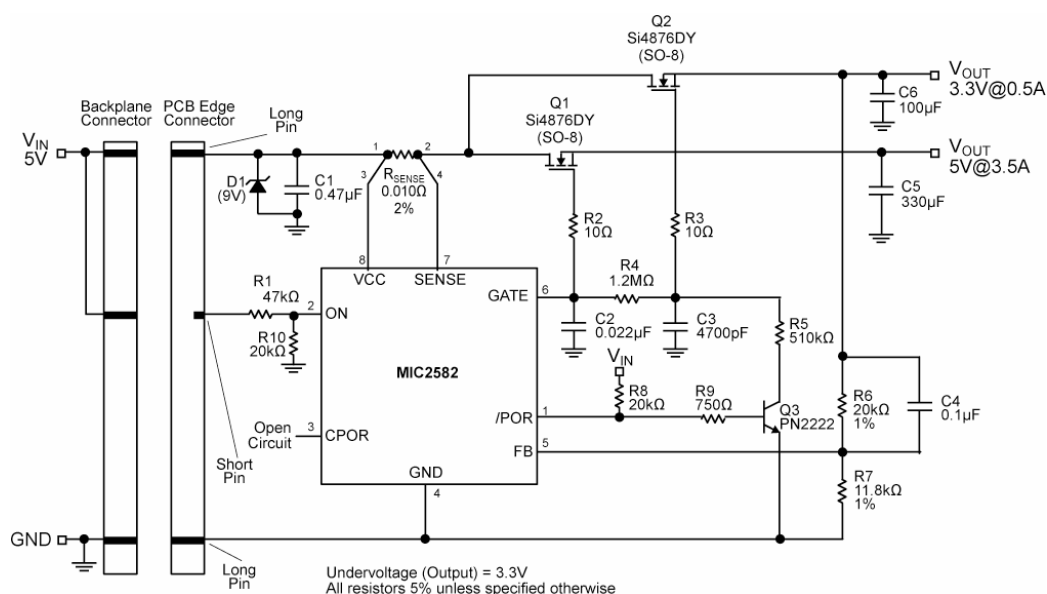 Q2
Si4876DY
(SO-8)
VOUT
3.3V@0.5A
C6
100µF
Backplane
Connector
PCB Edge
Connector
Long
Pin
Q1
Si4876DY
(SO-8)
VIN
5V
1
2
3
4
RSENSE
0.010Ω
2%
D1
(9V)
C1
0.47µF
VOUT
5V@3.5A
C5
330µF
R2
10Ω
R3
10Ω
8
7
VCC
SENSE
R1
47kΩ
2
ON
R10
20kΩ
GATE
6
R4
1.2MΩ
C2
0.022µF
C3
4700pF
R5
510kΩ
MIC2582
VIN
R8
20kΩ
R9
750Ω
/POR
1
Q3
PN2222
R6
20kΩ
1%
C4
0.1µF
Open
Circuit
3
CPOR
FB
5
Short
Pin
GND
4
R7
11.8kΩ
1%
GND
Long
Pin
Undervoltage (Output) = 3.3V
All resistors 5% unless specified otherwise